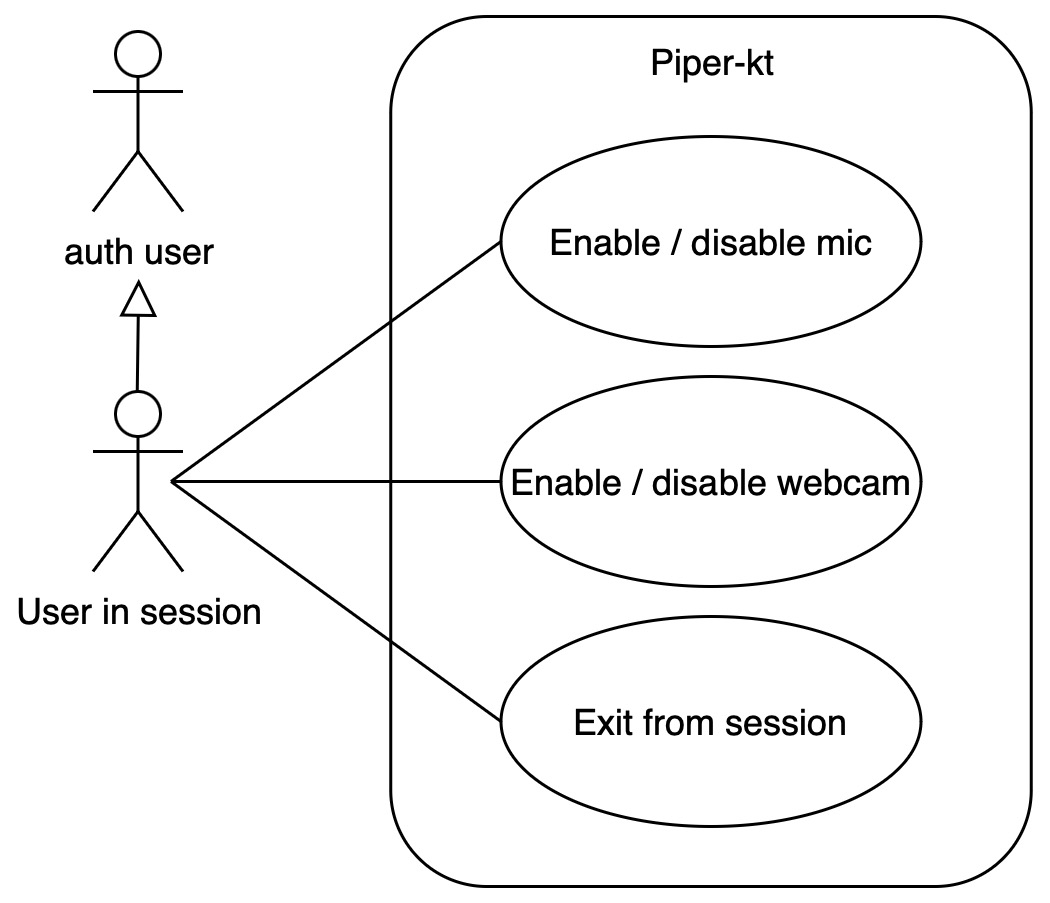 Piper-kt
auth user
Enable / disable mic
Enable / disable webcam
User in session
Exit from session